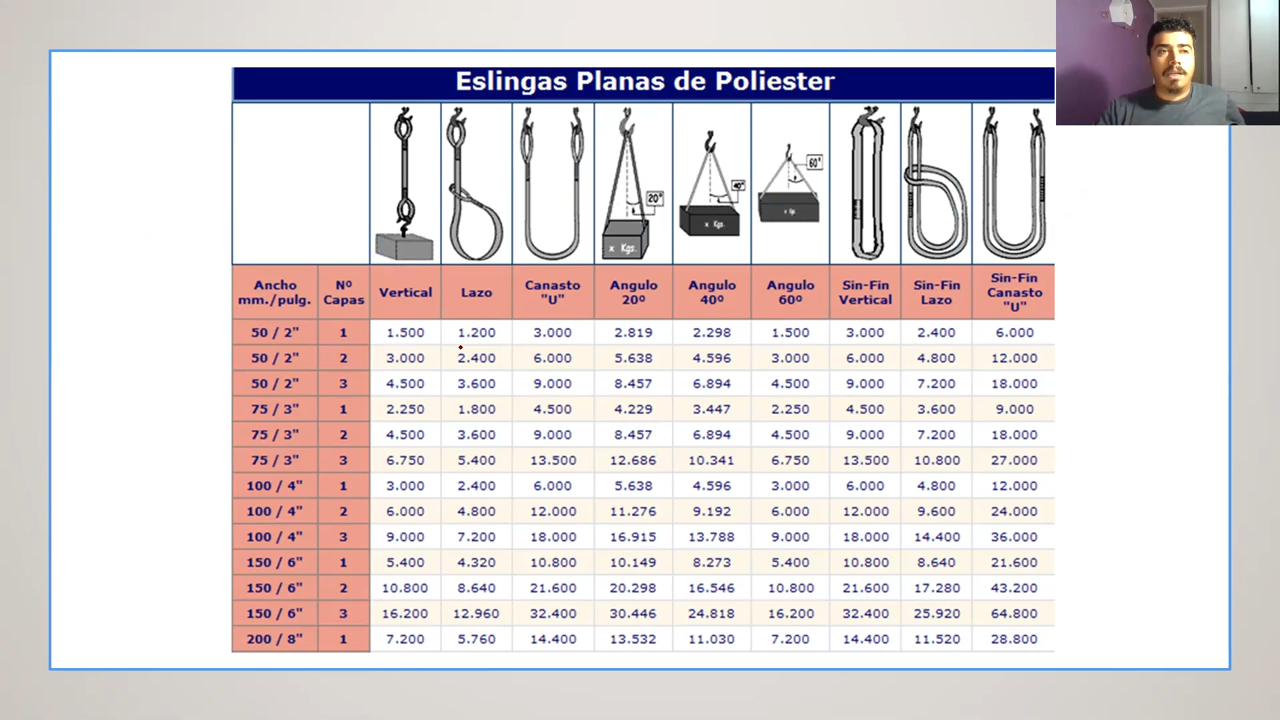 Eslingas Planas de Poliester
20°
x Kgs.
40°
x Kgs.
60°
x Kg.
Ancho mm./pulg. Nº Capas Vertical Lazo Canasto "U" Angulo 20º Angulo 40º Angulo 60º Sin-Fin Vertical Sin-Fin Lazo Sin-Fin Canasto "U"
50 / 2" 1 1.500 1.200 3.000 2.819 2.298 1.500 3.000 2.400 6.000
50 / 2" 2 3.000 2.400 6.000 5.638 4.596 3.000 6.000 4.800 12.000
50 / 2" 3 4.500 3.600 9.000 8.457 6.894 4.500 9.000 7.200 18.000
75 / 3" 1 2.250 1.800 4.500 4.229 3.447 2.250 4.500 3.600 9.000
75 / 3" 2 4.500 3.600 9.000 8.457 6.894 4.500 9.000 7.200 18.000
75 / 3" 3 6.750 5.400 13.500 12.686 10.341 6.750 13.500 10.800 27.000
100 / 4" 1 3.000 2.400 6.000 5.638 4.596 3.000 6.000 4.800 12.000
100 / 4" 2 6.000 4.800 12.000 11.276 9.192 6.000 12.000 9.600 24.000
100 / 4" 3 9.000 7.200 18.000 16.915 13.788 9.000 18.000 14.400 36.000
150 / 6" 1 5.400 4.320 10.800 10.149 8.273 5.400 10.800 8.640 21.600
150 / 6" 2 10.800 8.640 21.600 20.298 16.546 10.800 21.600 17.280 43.200
150 / 6" 3 16.200 12.960 32.400 30.446 24.818 16.200 32.400 25.920 64.800
200 / 8" 1 7.200 5.760 14.400 13.532 11.030 7.200 14.400 11.520 28.800